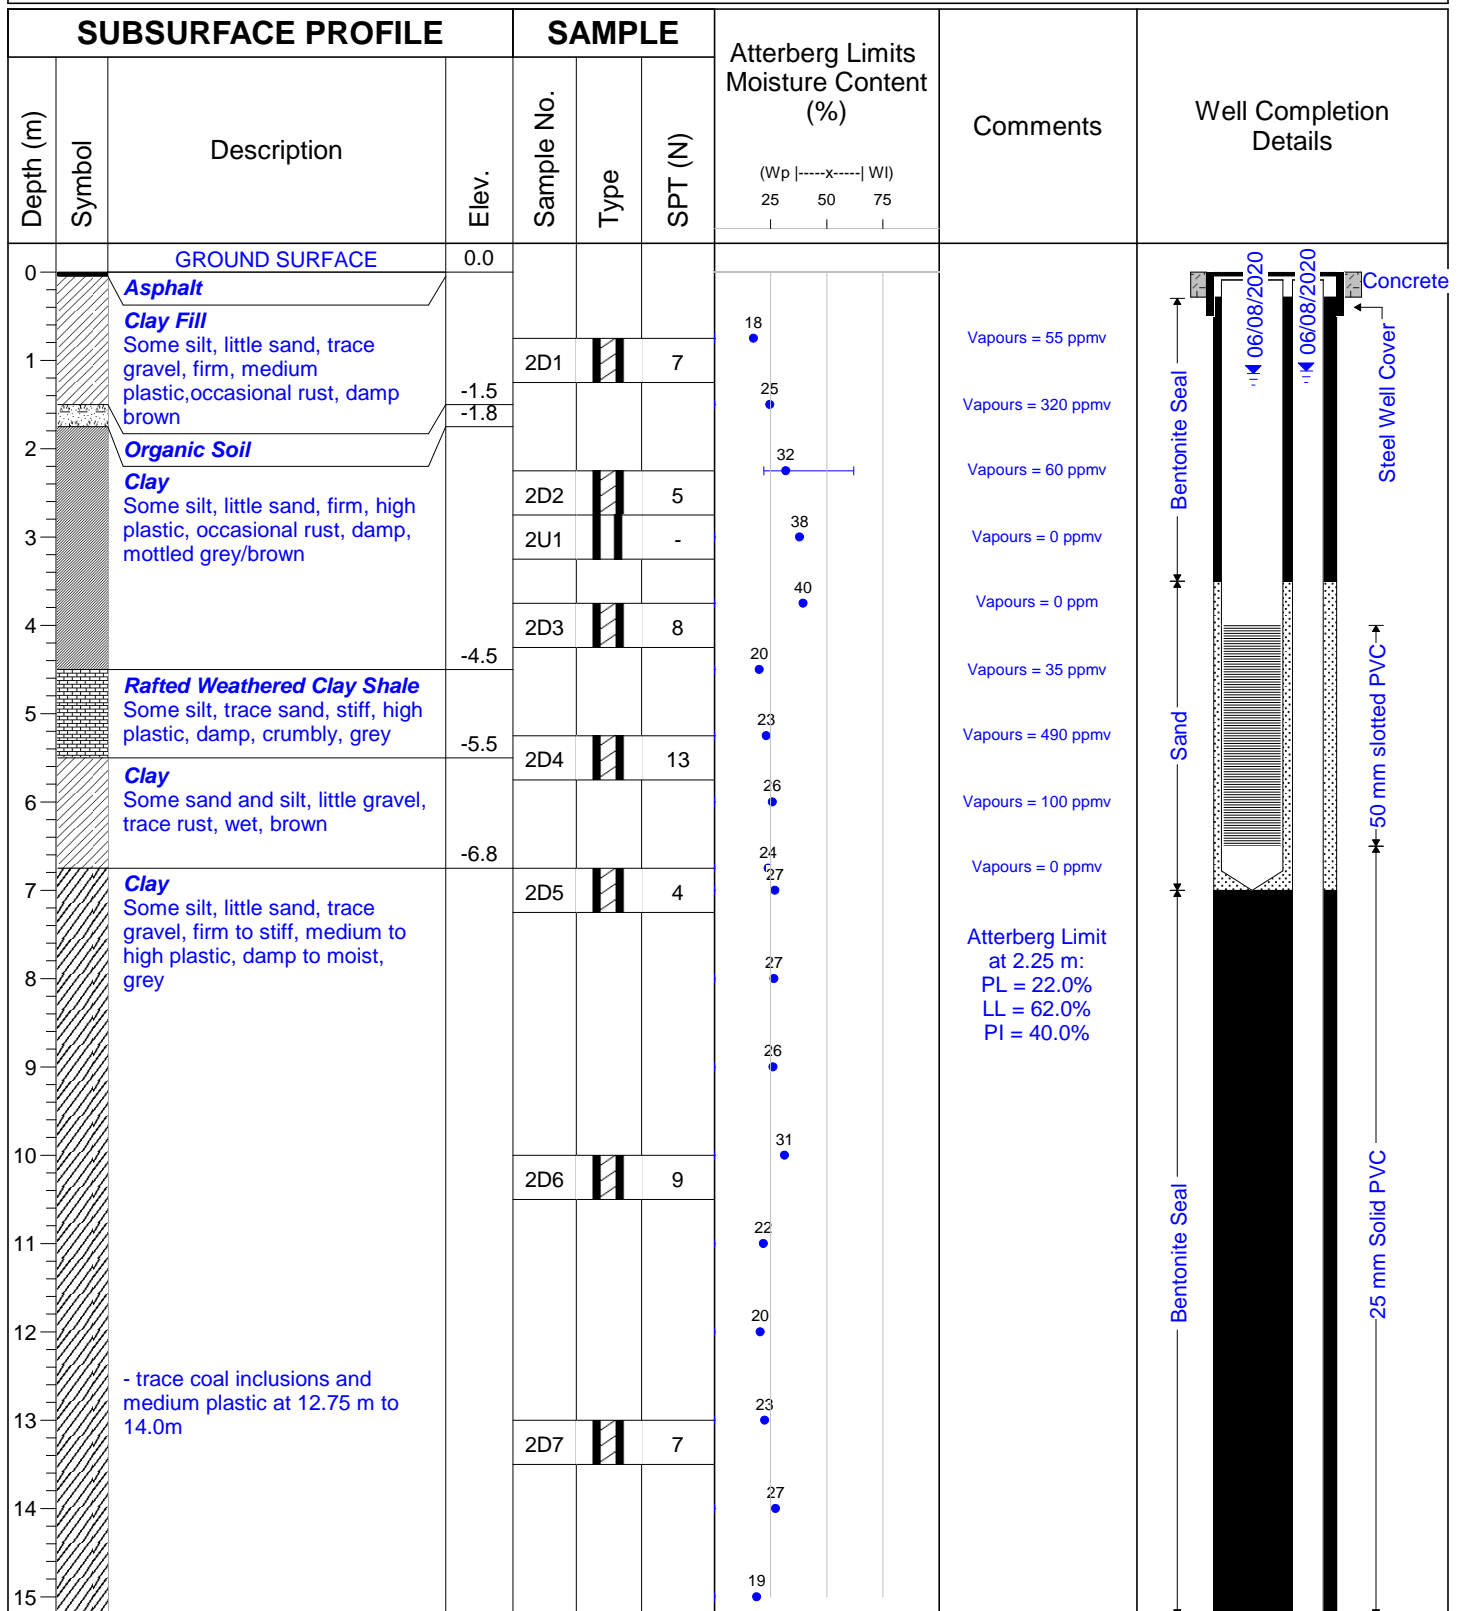 SUBSURFACE PROFILE
SAMPLE
Atterberg Limits
Moisture Content
(%)
(Wp |-----x-----| Wl)
25 50 75
Comments
Well Completion
Details
Depth (m)
Symbol
Description
Elev.
Sample No.
Type
SPT (N)
GROUND SURFACE
0.0
0
Asphalt
Clay Fill
Some silt, little sand, trace
gravel, firm, medium
plastic,occasional rust, damp
brown
-1.5
-1.8
Organic Soil
Clay
Some silt, little sand, firm, high
plastic, occasional rust, damp,
mottled grey/brown
-4.5
Rafted Weathered Clay Shale
Some silt, trace sand, stiff, high
plastic, damp, crumbly, grey
-5.5
Clay
Some sand and silt, little gravel,
trace rust, wet, brown
-6.8
Clay
Some silt, little sand, trace
gravel, firm to stiff, medium to
high plastic, damp to moist,
grey
- trace coal inclusions and
medium plastic at 12.75 m to
14.0m
1
2
3
4
5
6
7
8
9
10
11
12
13
14
15
2D1 7
2D2 5
2U1 -
2D3 8
2D4 13
2D5 4
2D6 9
2D7 7
18
25
32
38
40
20
23
26
24
27
27
26
31
22
20
23
27
19
Vapours = 55 ppmv
Vapours = 320 ppmv
Vapours = 60 ppmv
Vapours = 0 ppmv
Vapours = 0 ppm
Vapours = 35 ppmv
Vapours = 490 ppmv
Vapours = 100 ppmv
Vapours = 0 ppmv
Atterberg Limit
at 2.25 m:
PL = 22.0%
LL = 62.0%
PI = 40.0%
06/08/2020
06/08/2020
Concrete
Steel Well Cover
Bentonite Seal
Sand
50 mm slotted PVC
Bentonite Seal
25 mm Solid PVC